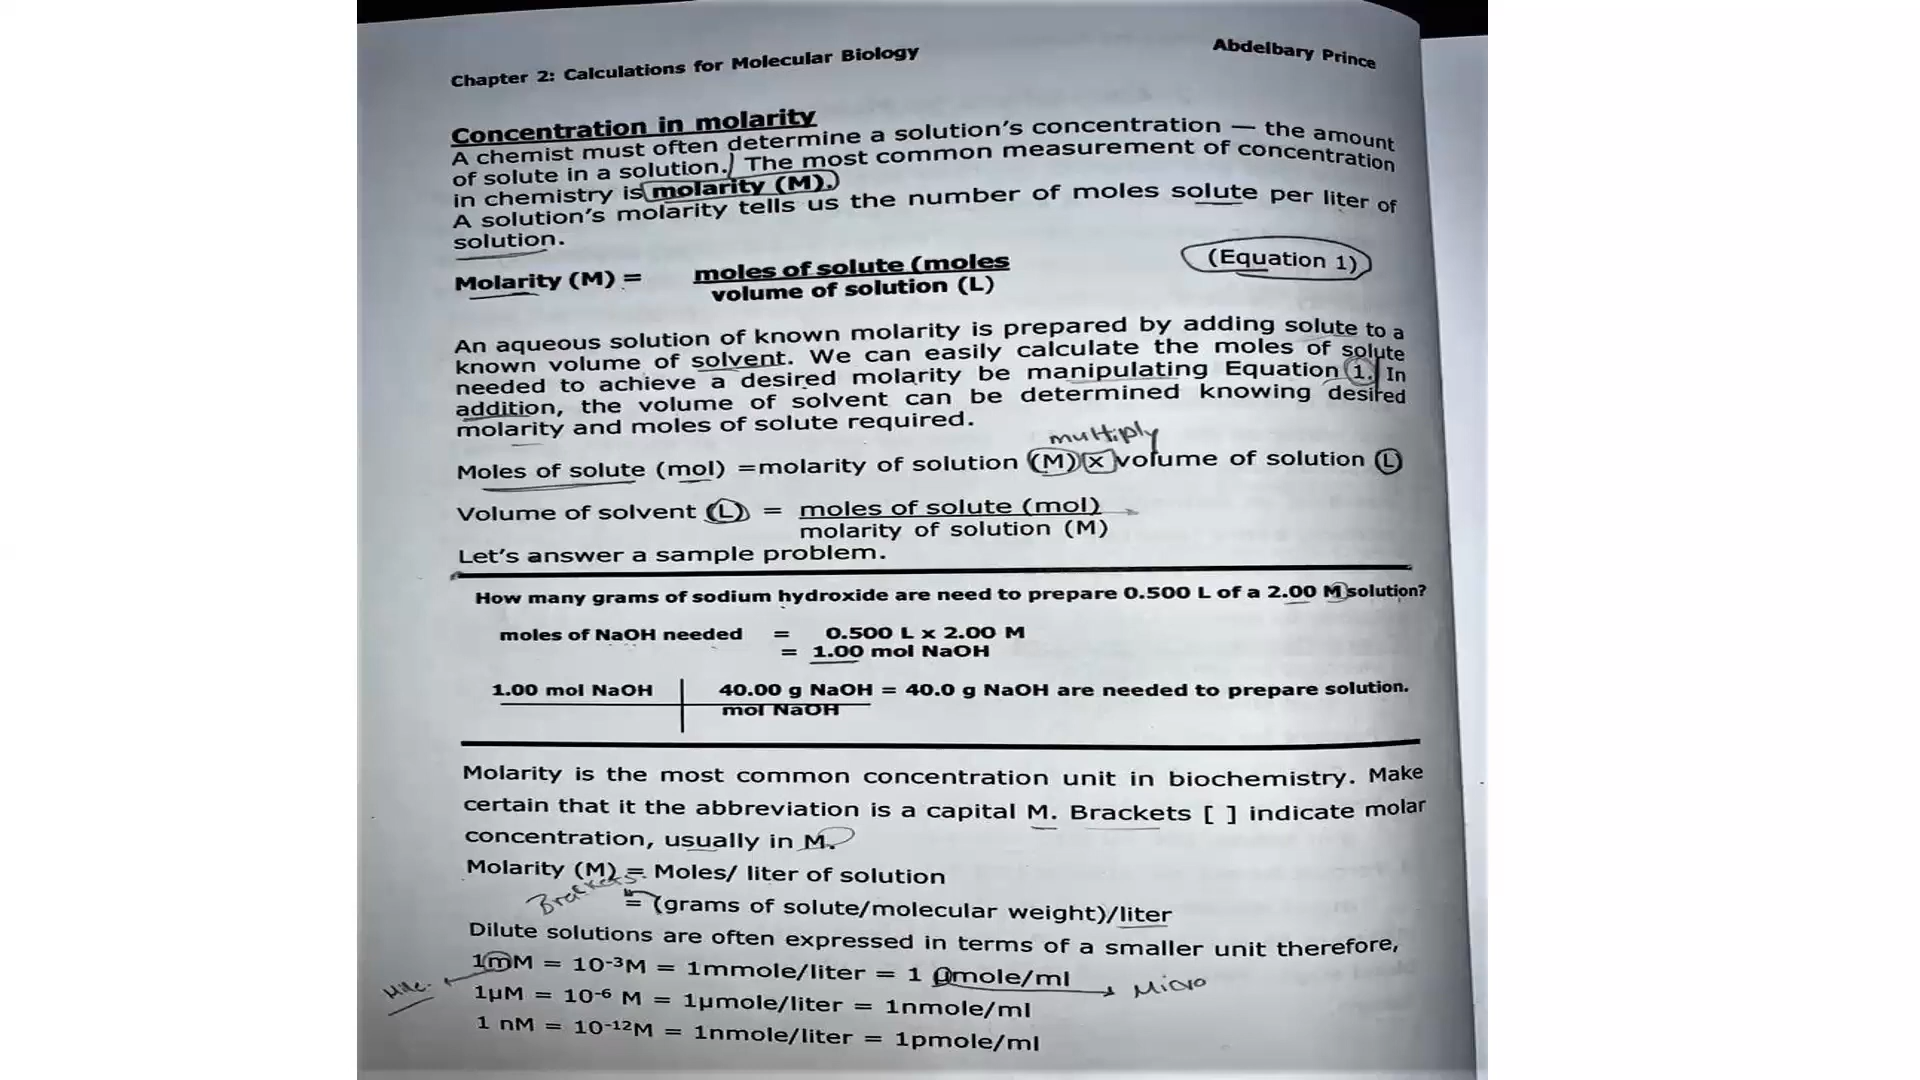 Chapter 2: Calculations for Molecular Biology Abdelbary Prince
Concentration in molarity
A chemist must often determine a solution's concentration — the amount
of solute in a solution. The most common measurement of concentration
in chemistry is molarity (M).
A solution's molarity tells us the number of moles solute per liter of
solution.
Molarity (M) = moles of solute (moles (Equation 1)
volume of solution (L)
An aqueous solution of known molarity is prepared by adding solute to a
known volume of solvent. We can easily calculate the moles of solute
needed to achieve a desired molarity be manipulating Equation 1. In
addition, the volume of solvent can be determined knowing desired
molarity and moles of solute required.
multiply
Moles of solute (mol) =molarity of solution (M) x volume of solution (L)
Volume of solvent (L) = moles of solute (mol)
molarity of solution (M)
Let's answer a sample problem.
How many grams of sodium hydroxide are need to prepare 0.500 L of a 2.00 M solution?
moles of NaOH needed = 0.500 L x 2.00 M
= 1.00 mol NaOH
1.00 mol NaOH 40.00 g NaOH = 40.0 g NaOH are needed to prepare solution.
mol NaOH
Molarity is the most common concentration unit in biochemistry. Make
certain that it the abbreviation is a capital M. Brackets [ ] indicate molar
concentration, usually in M.
Molarity (M) = Moles/ liter of solution
Brackets
= (grams of solute/molecular weight)/liter
Dilute solutions are often expressed in terms of a smaller unit therefore,
1mM = 10⁻³M = 1mmole/liter = 1 μmole/ml Micro
1μM = 10⁻⁶ M = 1μmole/liter = 1nmole/ml
1 nM = 10⁻¹²M = 1nmole/liter = 1pmole/ml